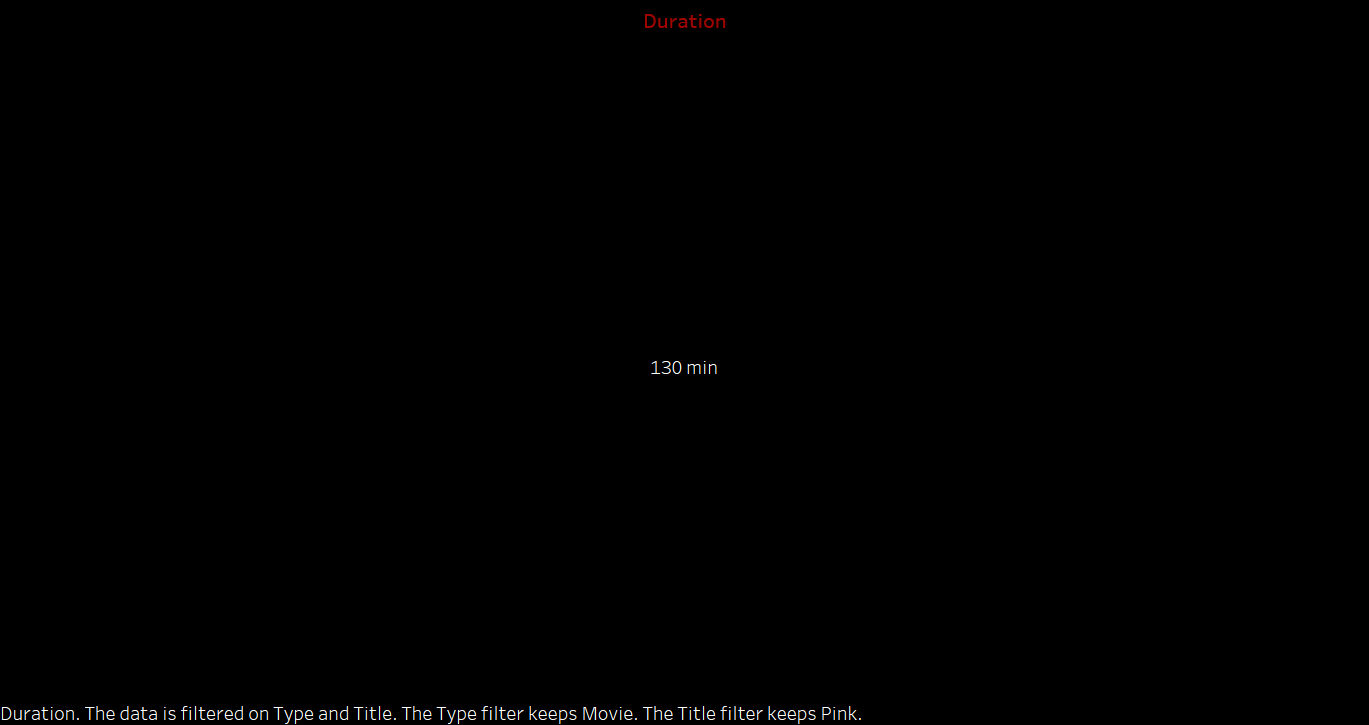 Duration
130 min
Duration. The data is filtered on Type and Title. The Type filter keeps Movie. The Title filter keeps Pink.